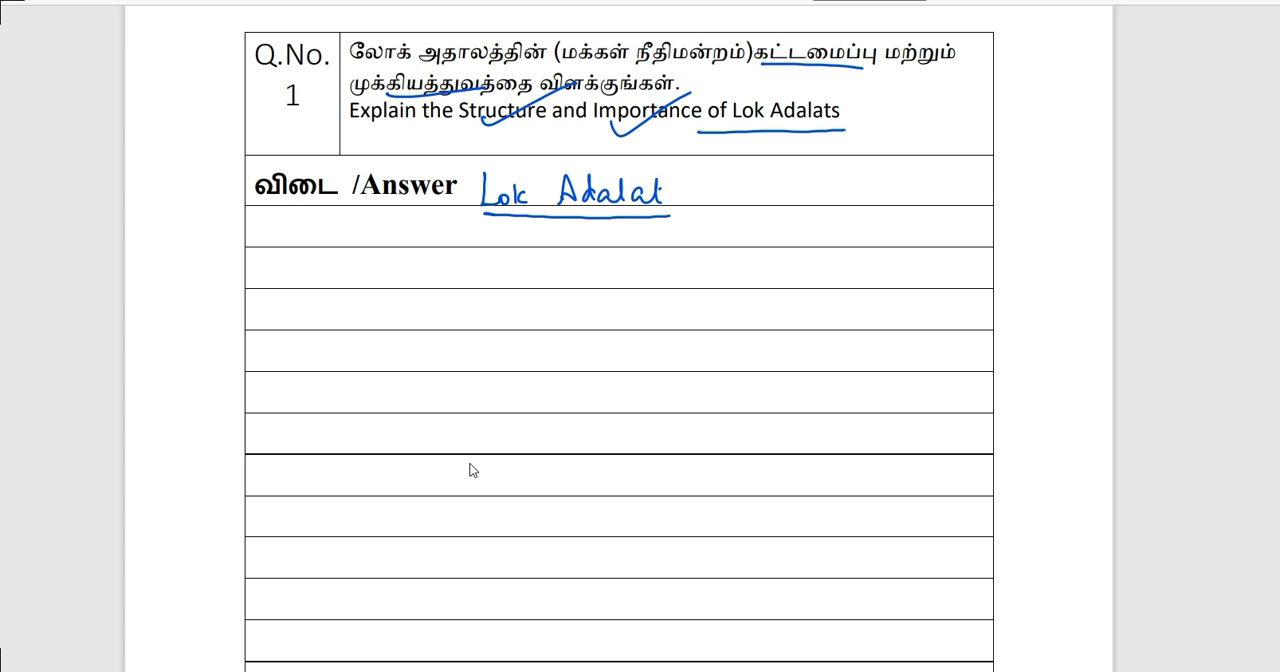 Q.No.
1
லோக் அதாலத்தின் (மக்கள் நீதிமன்றம்)கட்டமைப்பு மற்றும்
முக்கியத்துவத்தை விளக்குங்கள்.
Explain the Structure and Importance of Lok Adalats
விடை /Answer Lok Adalat